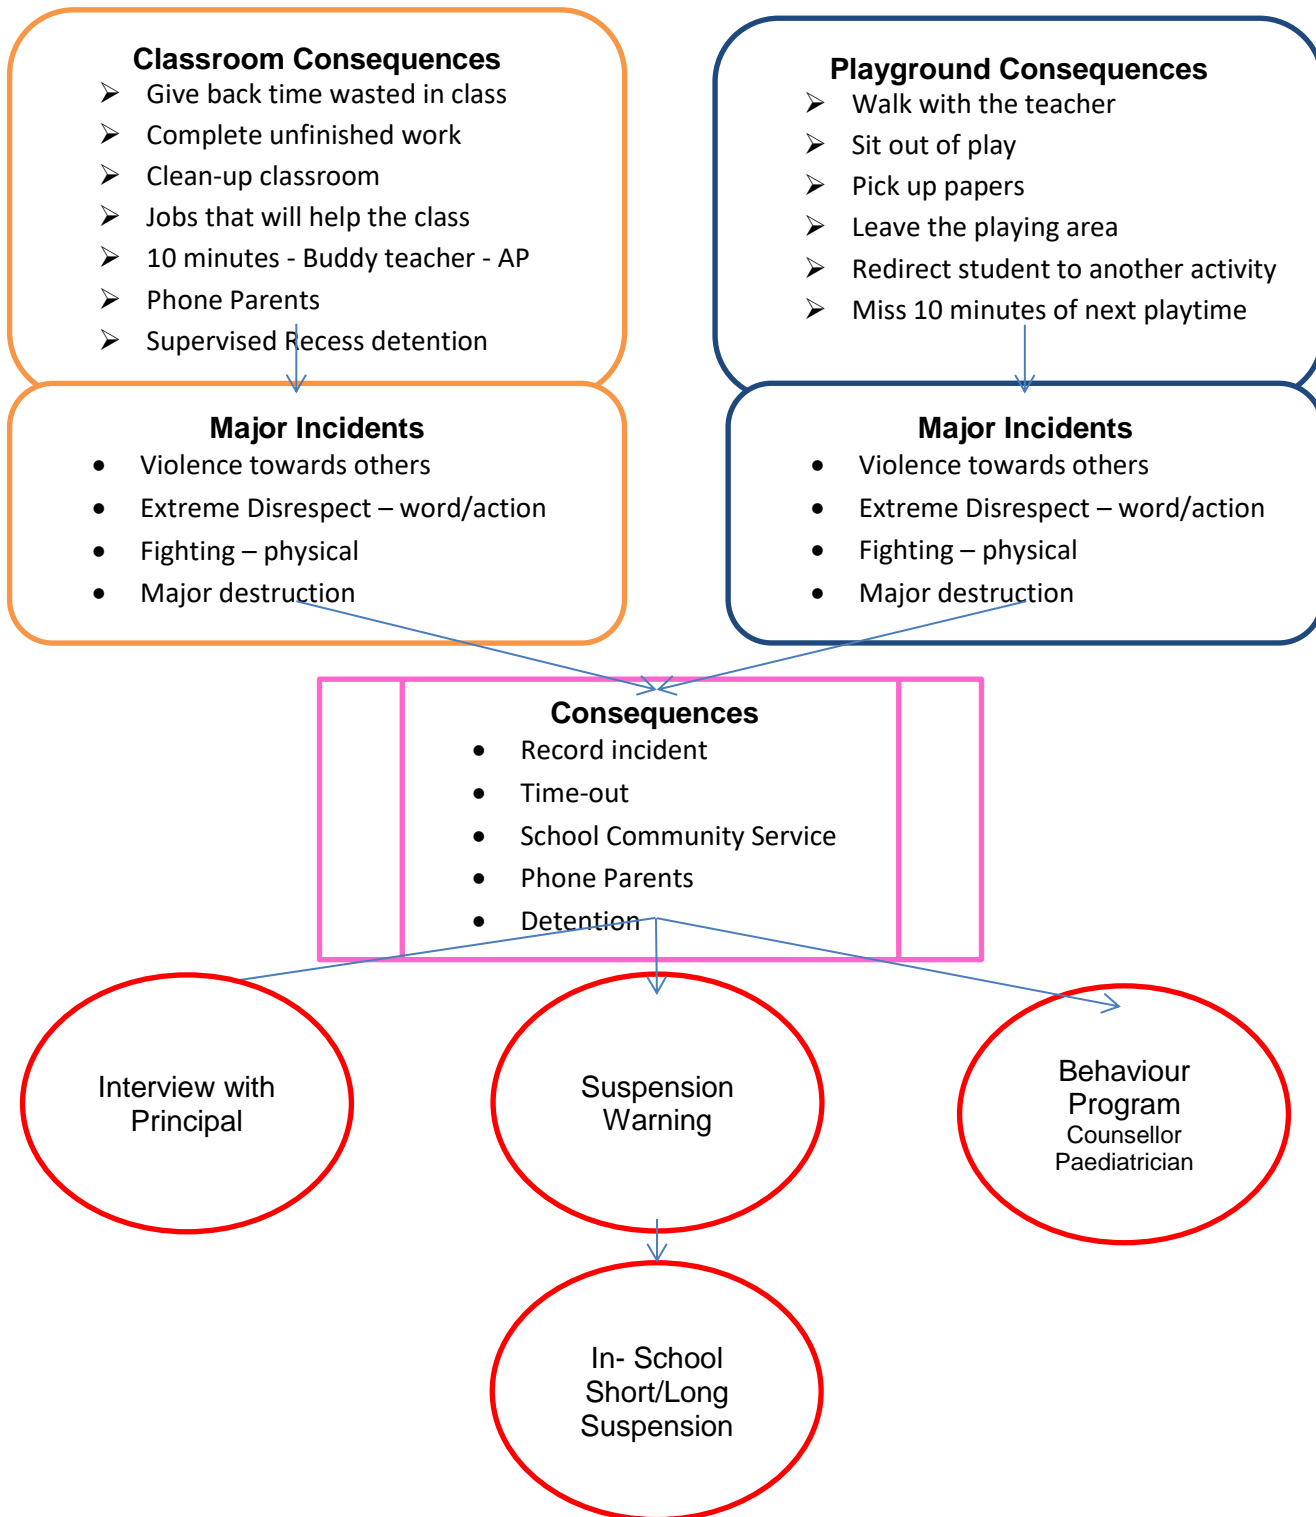 Classroom Consequences
➢ Give back time wasted in class
➢ Complete unfinished work
➢ Clean-up classroom
➢ Jobs that will help the class
➢ 10 minutes - Buddy teacher - AP
➢ Phone Parents
➢ Supervised Recess detention
Playground Consequences
➢ Walk with the teacher
➢ Sit out of play
➢ Pick up papers
➢ Leave the playing area
➢ Redirect student to another activity
➢ Miss 10 minutes of next playtime
Major Incidents
• Violence towards others
• Extreme Disrespect – word/action
• Fighting – physical
• Major destruction
Major Incidents
• Violence towards others
• Extreme Disrespect – word/action
• Fighting – physical
• Major destruction
Consequences
• Record incident
• Time-out
• School Community Service
• Phone Parents
• Detention
Interview with
Principal
Suspension
Warning
Behaviour
Program
Counsellor
Paediatrician
In- School
Short/Long
Suspension